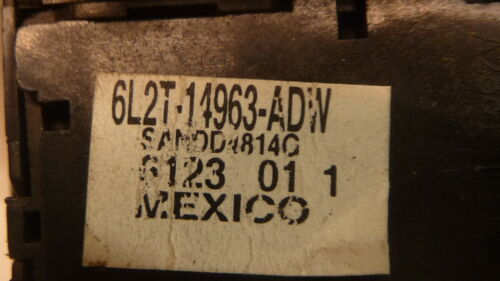 6L2T-14963-ADW
SANDD4814G
6123 01 1
MEXICO